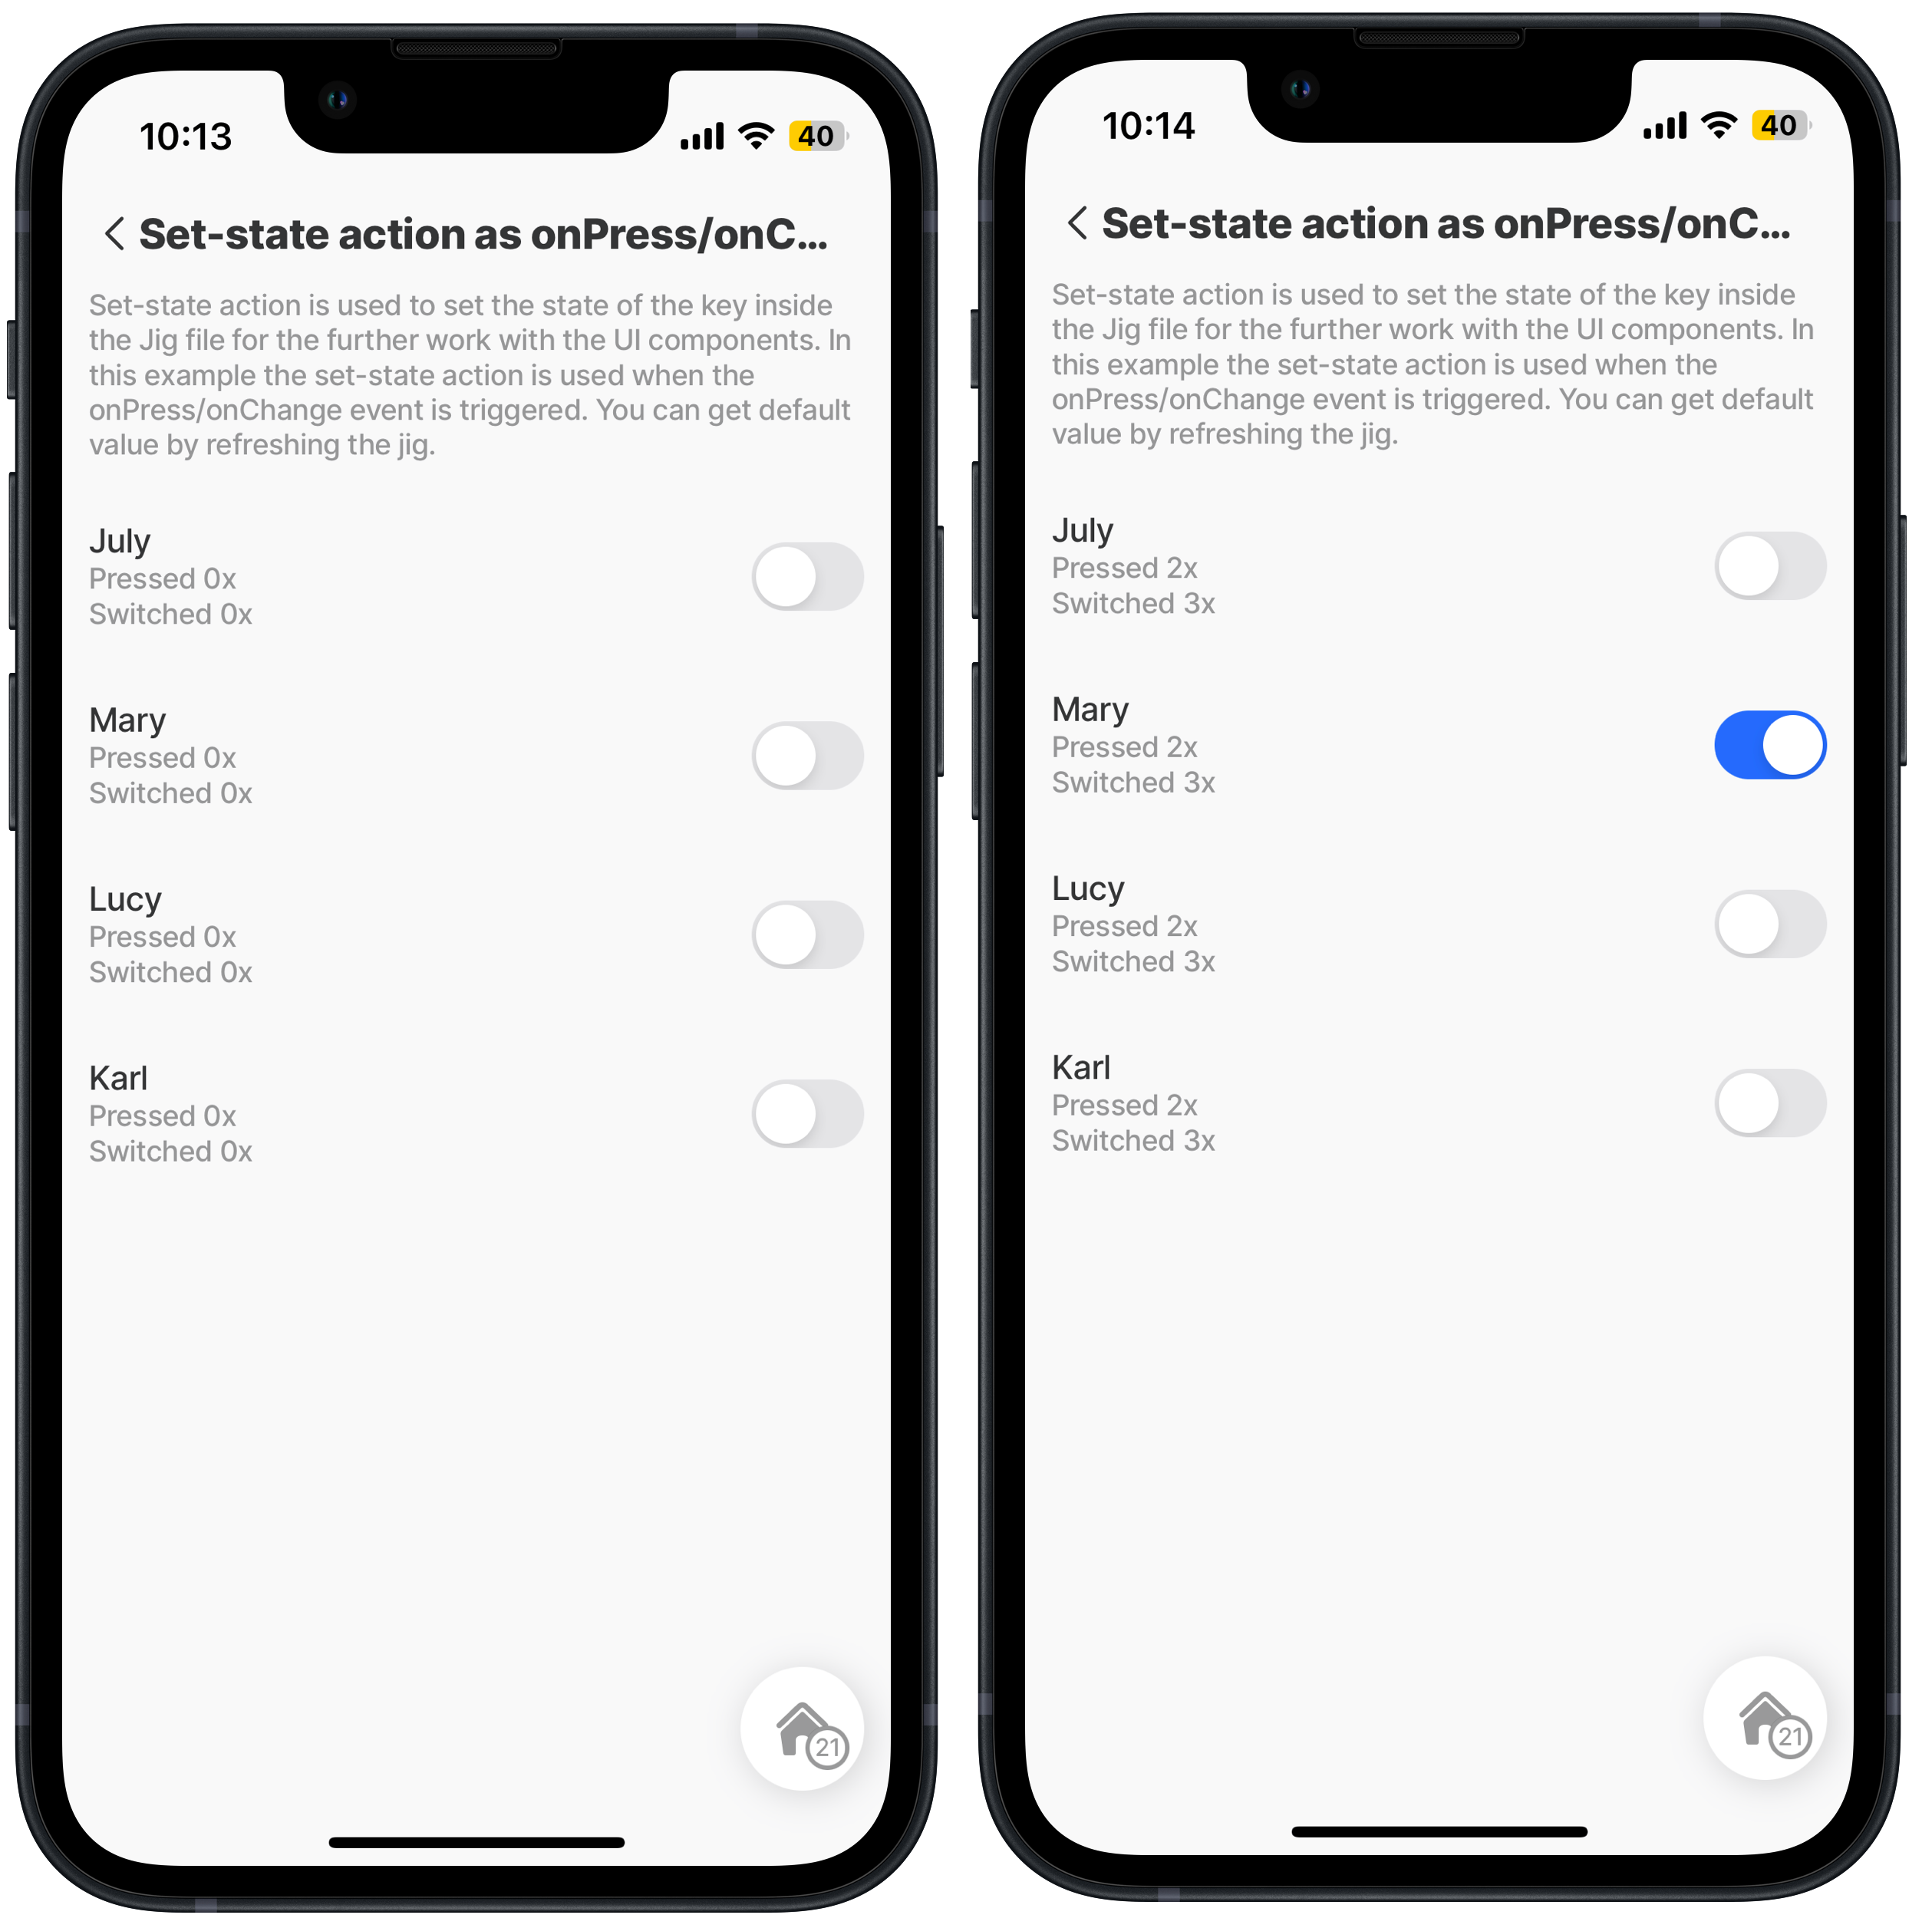 10:13
40
Set-state action as onPress/onC...
Set-state action is used to set the state of the key inside
the Jig file for the further work with the UI components. In
this example the set-state action is used when the
onPress/onChange event is triggered. You can get default
value by refreshing the jig.
July
Pressed 0x
Switched 0x
Mary
Pressed 0x
Switched 0x
Lucy
Pressed 0x
Switched 0x
Karl
Pressed 0x
Switched 0x
21
10:14
40
Set-state action as onPress/onC...
Set-state action is used to set the state of the key inside
the Jig file for the further work with the UI components. In
this example the set-state action is used when the
onPress/onChange event is triggered. You can get default
value by refreshing the jig.
July
Pressed 2x
Switched 3x
Mary
Pressed 2x
Switched 3x
Lucy
Pressed 2x
Switched 3x
Karl
Pressed 2x
Switched 3x
21